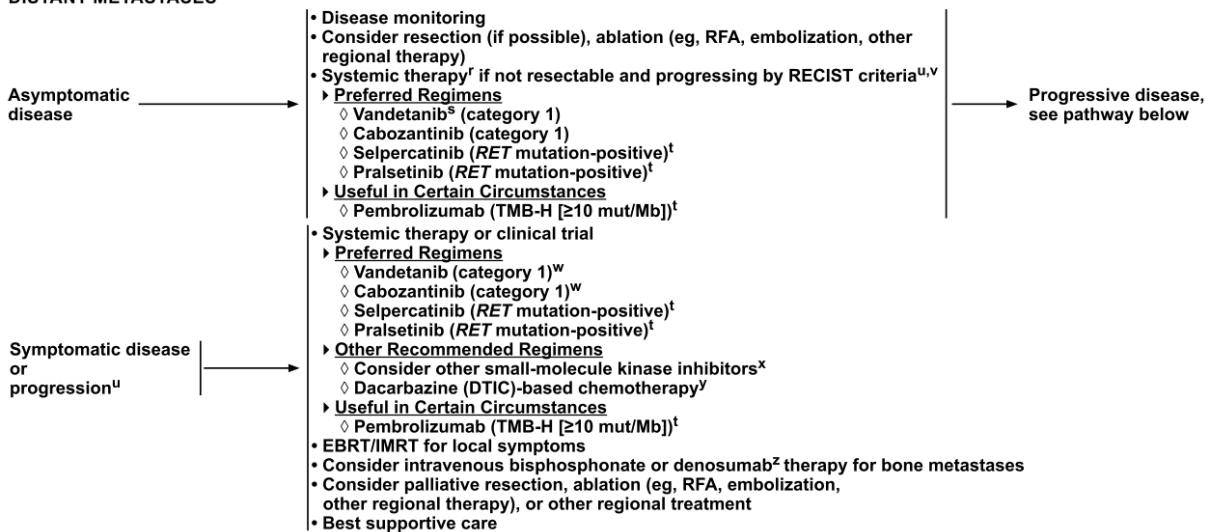 DISTANT METASTASES
• Disease monitoring
• Consider resection (if possible), ablation (eg, RFA, embolization, other
regional therapy)
• Systemic therapyʳ if not resectable and progressing by RECIST criteriaᵘ,ᵛ
▸ Preferred Regimens
◊ Vandetanibˢ (category 1)
◊ Cabozantinib (category 1)
◊ Selpercatinib (RET mutation-positive)ᵗ
◊ Pralsetinib (RET mutation-positive)ᵗ
▸ Useful in Certain Circumstances
◊ Pembrolizumab (TMB-H [≥10 mut/Mb])ᵗ
Asymptomatic
disease
Progressive disease,
see pathway below
• Systemic therapy or clinical trial
▸ Preferred Regimens
◊ Vandetanib (category 1)ʷ
◊ Cabozantinib (category 1)ʷ
◊ Selpercatinib (RET mutation-positive)ᵗ
◊ Pralsetinib (RET mutation-positive)ᵗ
▸ Other Recommended Regimens
◊ Consider other small-molecule kinase inhibitorsˣ
◊ Dacarbazine (DTIC)-based chemotherapyʸ
▸ Useful in Certain Circumstances
◊ Pembrolizumab (TMB-H [≥10 mut/Mb])ᵗ
• EBRT/IMRT for local symptoms
• Consider intravenous bisphosphonate or denosumabᶻ therapy for bone metastases
• Consider palliative resection, ablation (eg, RFA, embolization,
other regional therapy), or other regional treatment
• Best supportive care
Symptomatic disease
or
progressionᵘ